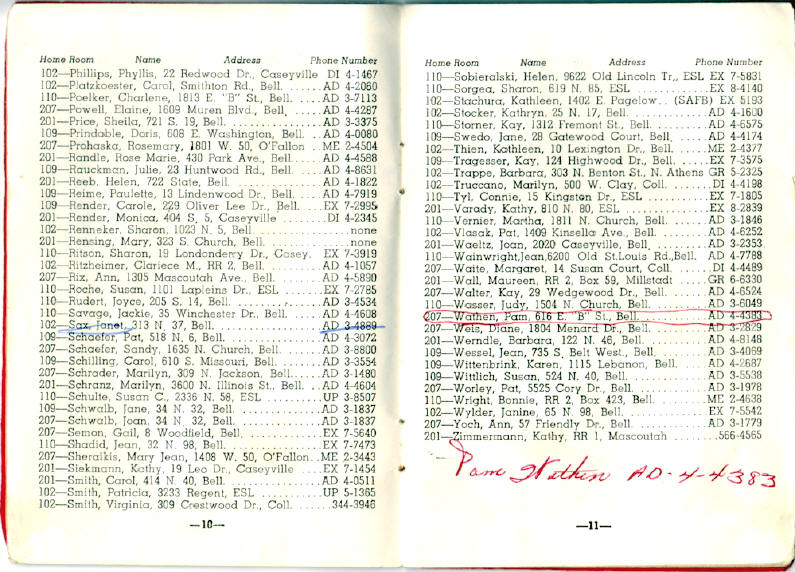 Home Room Name Address Phone Number
102—Phillips, Phyllis, 22 Redwood Dr., Caseyville DI 4-1467
102—Platzkoester, Carol, Smithton Rd., Bell. .....AD 4-2060
110—Poelker, Charlene, 1813 E. "B" St., Bell. ....AD 3-7113
207—Powell, Elaine, 1609 Muren Blvd., Bell, ....AD 4-4287
201—Price, Sheila, 721 S. 19, Bell. ............AD 3-3375
109—Prindable, Doris, 608 E. Washington, Bell. ..AD 4-0080
207—Prohaska, Rosemary, 1801 W. 50, O'Fallon .ME 2-4504
201—Randle, Rose Marie, 430 Park Ave., Bell. ....AD 4-4588
109—Rauckman, Julie, 23 Huntwood Rd., Bell. ....AD 4-8631
201—Reeb, Helen, 722 State, Bell. .............AD 4-1822
109—Reime, Paulette, 13 Lindenwood Dr., Bell. ...AD 4-7919
109—Render, Carole, 229 Oliver Lee Dr., Bell. ...EX 7-2995
201—Render, Monica, 404 S, 5, Caseyville .......DI 4-2345
102—Renneker, Sharon, 1023 N. 5, Bell. ............none
201—Rensing, Mary, 323 S. Church, Bell. ............none
110—Ritson, Sharon, 19 Londonderry Dr., Casey. EX 7-3919
102—Ritzheimer, Clariece M., RR 2, Bell. ........AD 4-1057
207—Rix, Ann, 1305 Mascoutah Ave., Bell. .......AD 4-5890
110—Roche, Susan, 1101 Lapleins Dr., ESL .......EX 7-2785
110—Rudert, Joyce, 205 S. 14, Bell. ............AD 3-4534
110—Savage, Jackie, 35 Winchester Dr., Bell. ....AD 4-4608
102—Sax, Janet, 313 N, 37, Bell. .............AD 3-4889
109—Schaefer, Pat, 518 N, 6, Bell. ............AD 4-3072
207—Schaefer, Sandy, 1635 N. Church, Bell. .....AD 3-8800
109—Schilling, Carol, 610 S. Missouri, Bell. .....AD 3-3554
207—Schrader, Marilyn, 309 N. Jackson, Bell. ....AD 3-1480
201—Schranz, Marilyn, 3600 N. Illinois St., Bell. .AD 4-4604
110—Schulte, Susan C., 2336 N. 58, ESL .........UP 3-8507
109—Schwalb, Jane, 34 N. 32, Bell. ............AD 3-1837
207—Schwalb, Joan, 34 N. 32, Bell. ............AD 3-1837
207—Semon, Gail, 8 Woodfield, Bell, ...........EX 7-5640
110—Shadid, Jean, 32 N, 98, Bell. .............EX 7-7473
207—Sheraikis, Mary Jean, 1408 W. 50, O'Fallon..ME 2-3443
201—Siekmann, Kathy, 19 Leo Dr., Caseyville ....EX 7-1454
201—Smith, Carol, 414 N. 40, Bell. .............AD 4-0511
102—Smith, Patricia, 3233 Regent, ESL ..........UP 5-1365
102—Smith, Virginia, 309 Crestwood Dr., Coll. ....344-3946
—10—
Home Room Name Address Phone Number
110—Sobieralski, Helen, 9622 Old Lincoln Tr., ESL EX 7-5831
110—Sorgea, Sharon, 619 N. 85, ESL ...........EX 8-4140
102—Stachura, Kathleen, 1402 E. Pagelow.. (SAFB) EX 5193
102—Stocker, Kathryn, 25 N. 17, Bell. ..........AD 4-1600
110—Storner, Kay, 1312 Fremont St., Bell. .......AD 4-6575
109—Swedo, Jane, 28 Gatewood Court, Bell. .....AD 4-4174
102—Thien, Kathleen, 10 Lexington Dr., Bell. ....ME 2-4377
109—Tragesser, Kay, 124 Highwood Dr., Bell. ....EX 7-3575
102—Trappe, Barbara, 303 N. Benton St., N. Athens GR 5-2325
102—Truccano, Marilyn, 500 W. Clay, Coll. .......DI 4-4198
110—Tyl, Connie, 15 Kingston Dr., ESL .........EX 7-1805
201—Varady, Kathy, 810 N. 80, ESL ............EX 8-2839
110—Vernier, Martha, 1811 N. Church, Bell. .....AD 3-1846
102—Vlasak, Pat, 1409 Kinsella Ave., Bell. ......AD 4-6252
201—Waeltz, Joan, 2020 Caseyville, Bell, .......AD 3-2353
110—Wainwright, Jean, 6200 Old St.Louis Rd., Bell. AD 4-7788
207—Waite, Margaret, 14 Susan Court, Coll. ......DI 4-4489
201—Wall, Maureen, RR 2, Box 59, Millstadt .....GR 6-6330
207—Walter, Kay, 29 Wedgewood Dr., Bell. .......AD 4-6524
110—Wasser, Judy, 1504 N. Church, Bell. .......AD 3-6049
207—Wathen, Pam, 616 E. "B" St., Bell. .........AD 4-4383
207—Weis, Diane, 1804 Menard Dr., Bell. .......AD 3-2829
201—Werndle, Barbara, 122 N. 46, Bell. ........AD 4-8148
109—Wessel, Jean, 735 S. Belt West., Bell. ......AD 3-4069
109—Wittenbrink, Karen, 1115 Lebanon, Bell. ....AD 4-2687
109—Wittlich, Susan, 524 N. 40, Bell. ..........AD 3-5538
207—Worley, Pat, 5525 Cory Dr., Bell. ..........AD 3-1978
110—Wright, Bonnie, RR 2, Box 423, Bell. .......ME 2-4638
102—Wylder, Janine, 65 N. 98, Bell. ............EX 7-5542
207—Yoch, Ann, 57 Friendly Dr., Bell. ..........AD 3-1779
201—Zimmermann, Kathy, RR 1, Mascoutah .......566-4565
Pam Wathen AD-4-4383
—11—